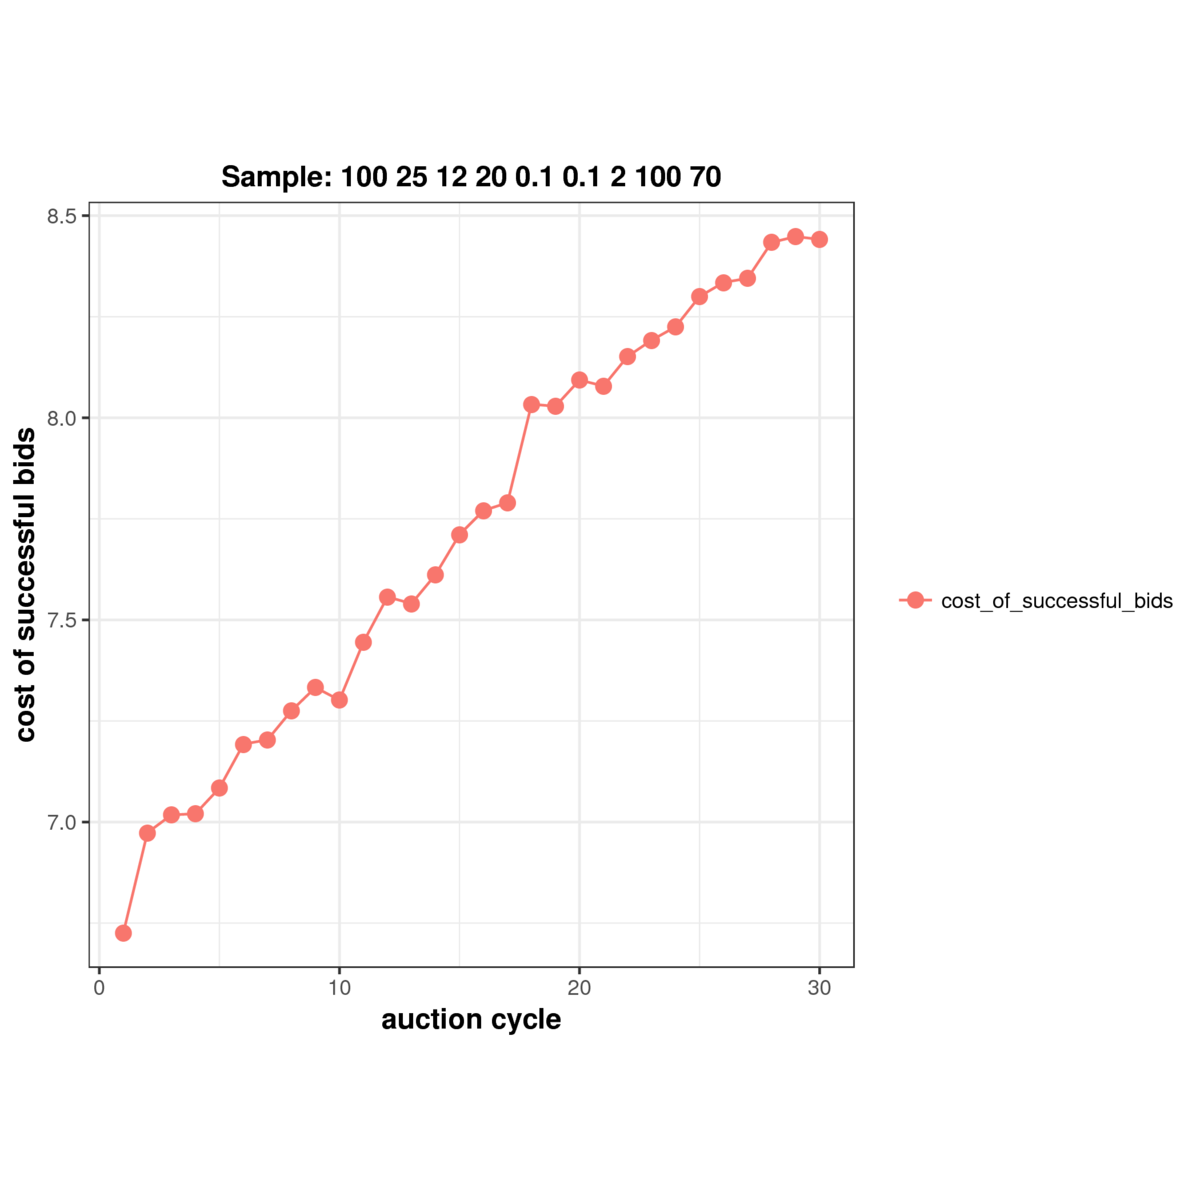 Sample: 100 25 12 20 0.1 0.1 2 100 70
8.5
8.0
7.5
7.0
cost of successful bids
0 10 20 30
auction cycle
cost_of_successful_bids